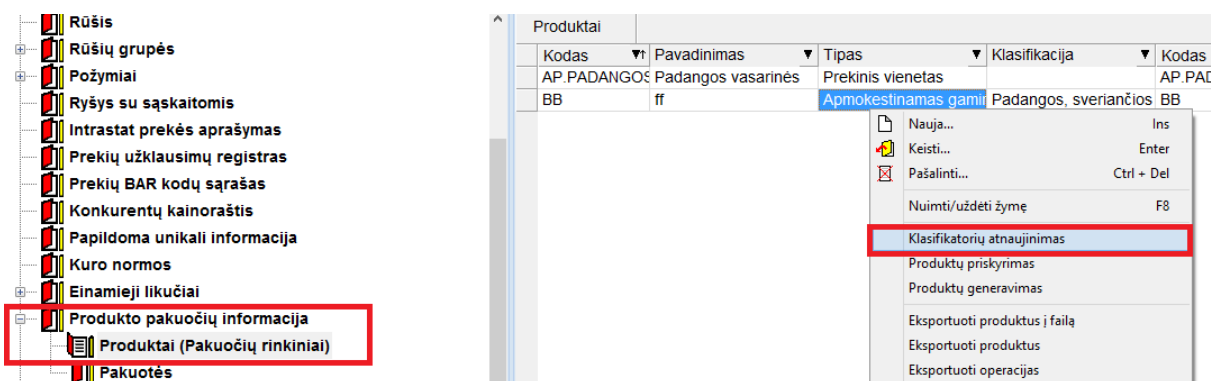 Rūšis
Rūšių grupės
Požymiai
Ryšys su sąskaitomis
Intrastat prekės aprašymas
Prekių užklausimų registras
Prekių BAR kodų sąrašas
Konkurentų kainoraštis
Papildoma unikali informacija
Kuro normos
Einamieji likučiai
Produkto pakuočių informacija
Produktai (Pakuočių rinkiniai)
Pakuotės
Produktai
Kodas Pavadinimas Tipas Klasifikacija Kodas
AP.PADANGOS Padangos vasarinės Prekinis vienetas AP.PAD
BB ff Apmokestinamas gamin Padangos, sveriančios BB
Nauja... Ins
Keisti... Enter
Pašalinti... Ctrl + Del
Nuimti/uždėti žymę F8
Klasifikatorių atnaujinimas
Produktų priskyrimas
Produktų generavimas
Eksportuoti produktus į failą
Eksportuoti produktus
Eksportuoti operacijas